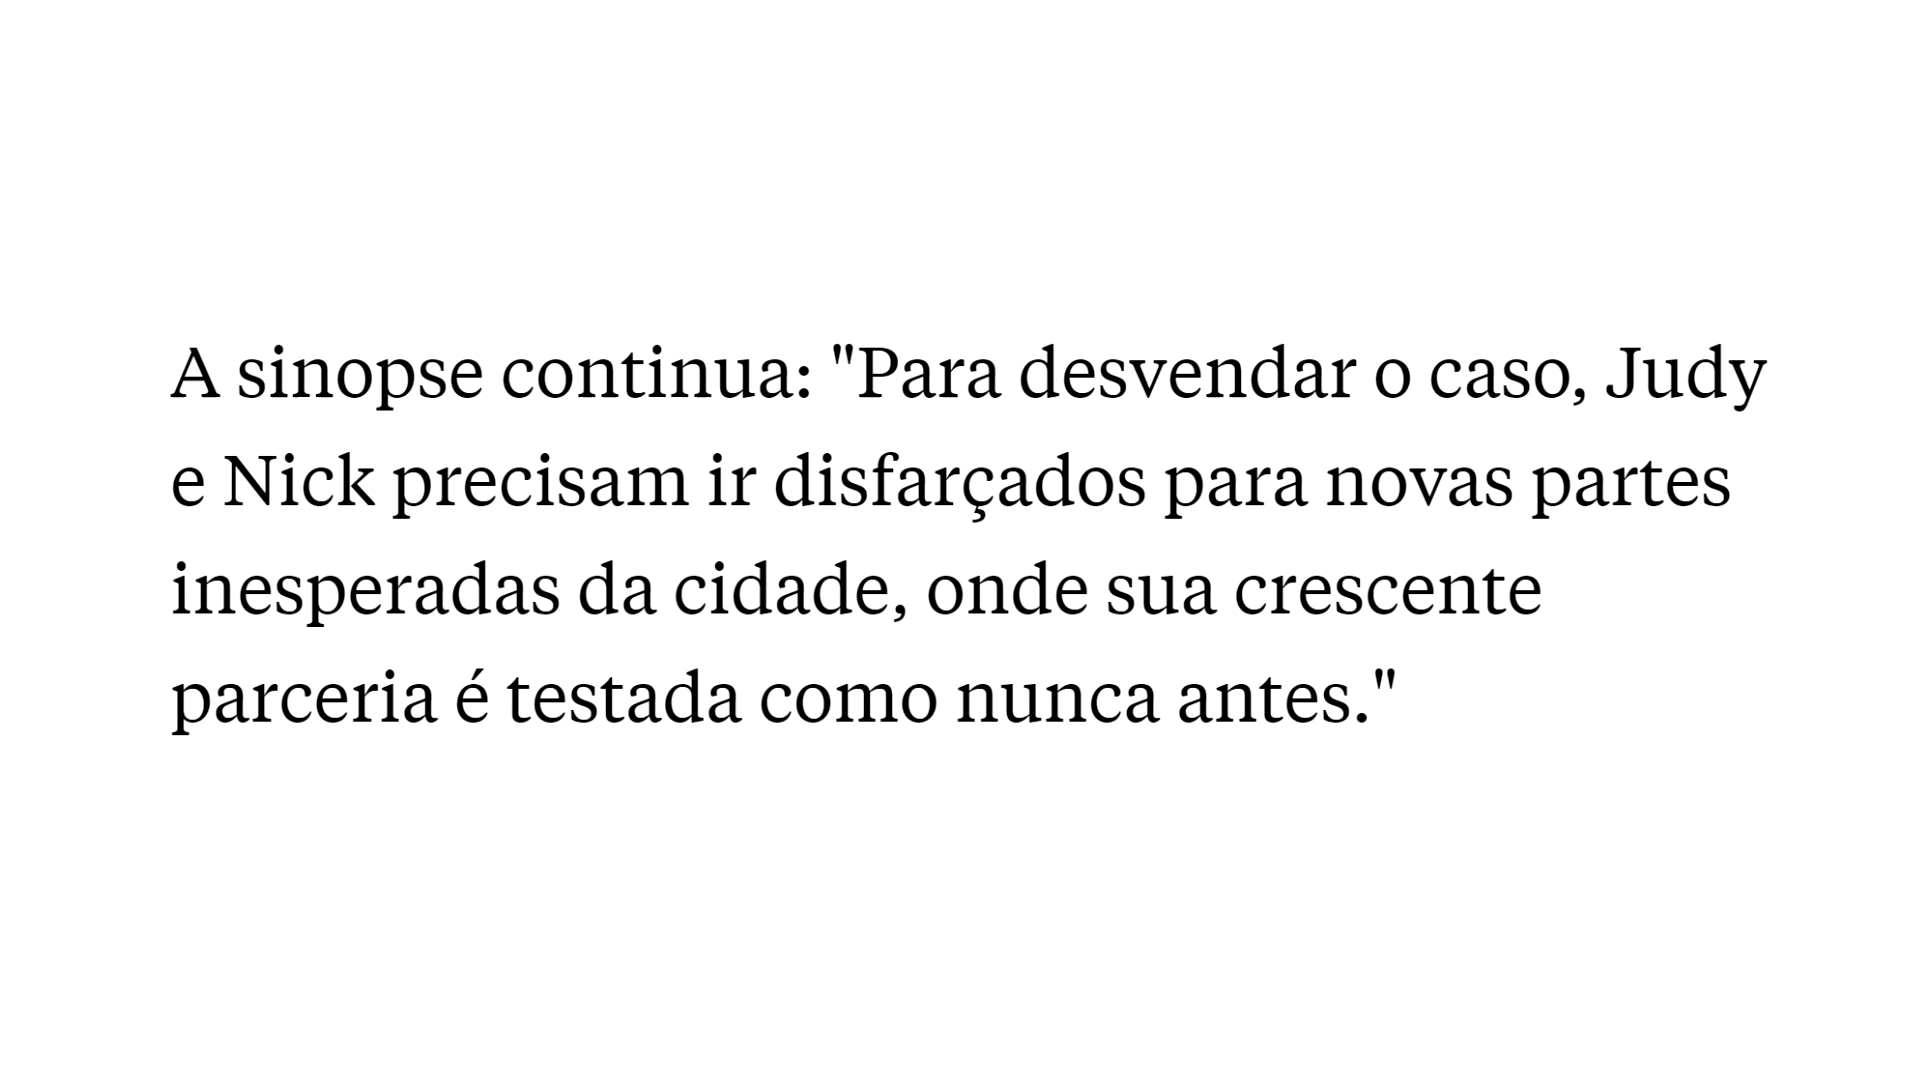 A sinopse continua: "Para desvendar o caso, Judy
e Nick precisam ir disfarçados para novas partes
inesperadas da cidade, onde sua crescente
parceria é testada como nunca antes."